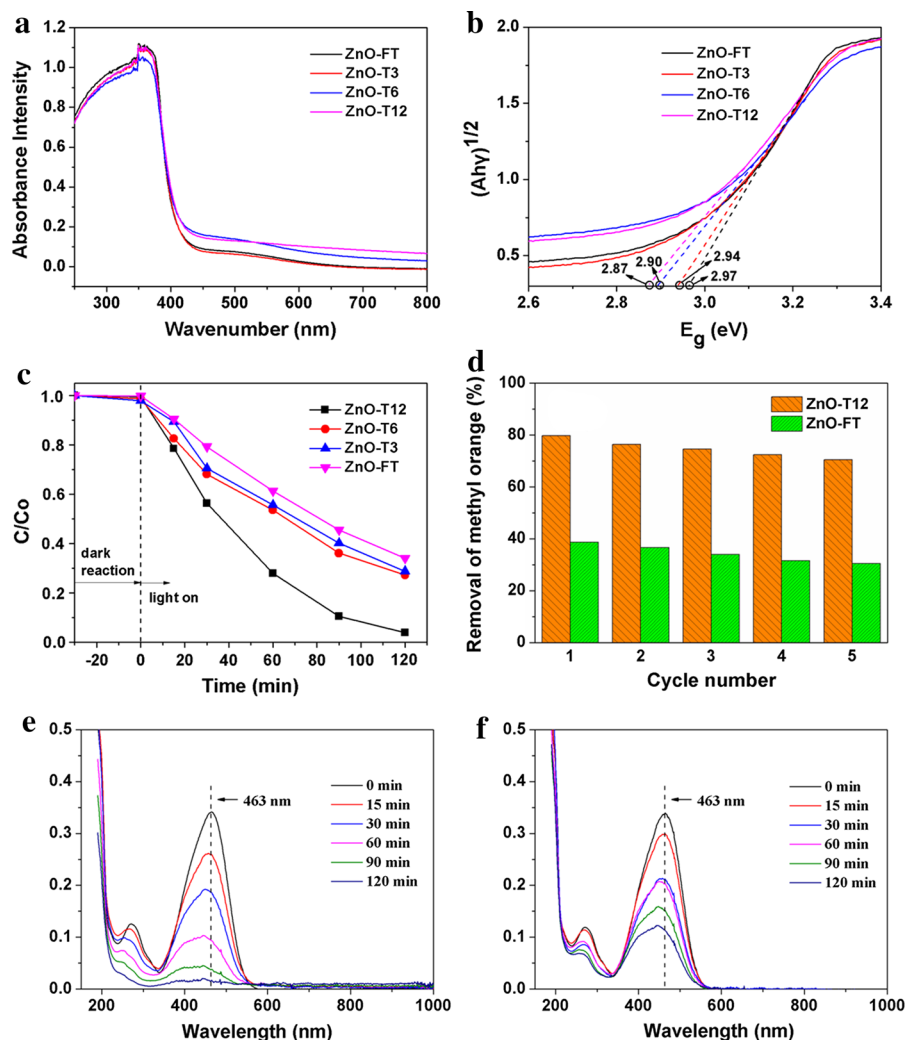 a
1.2
1.0
0.8
0.6
0.4
0.2
0.0
Absorbance Intensity
ZnO-FT
ZnO-T3
ZnO-T6
ZnO-T12
300 400 500 600 700 800
Wavenumber (nm)
b
2.0
1.5
1.0
0.5
(Ahγ)1/2
ZnO-FT
ZnO-T3
ZnO-T6
ZnO-T12
2.87
2.90
2.94
2.97
2.6 2.8 3.0 3.2 3.4
Eg (eV)
c
1.0
0.8
0.6
0.4
0.2
0.0
C/Co
ZnO-T12
ZnO-T6
ZnO-T3
ZnO-FT
dark
reaction
light on
-20 0 20 40 60 80 100 120
Time (min)
d
100
80
60
40
20
0
Removal of methyl orange (%)
ZnO-T12
ZnO-FT
1 2 3 4 5
Cycle number
e
0.5
0.4
0.3
0.2
0.1
0.0
463 nm
0 min
15 min
30 min
60 min
90 min
120 min
200 400 600 800 1000
Wavelength (nm)
f
0.5
0.4
0.3
0.2
0.1
0.0
463 nm
0 min
15 min
30 min
60 min
90 min
120 min
200 400 600 800 1000
Wavelength (nm)